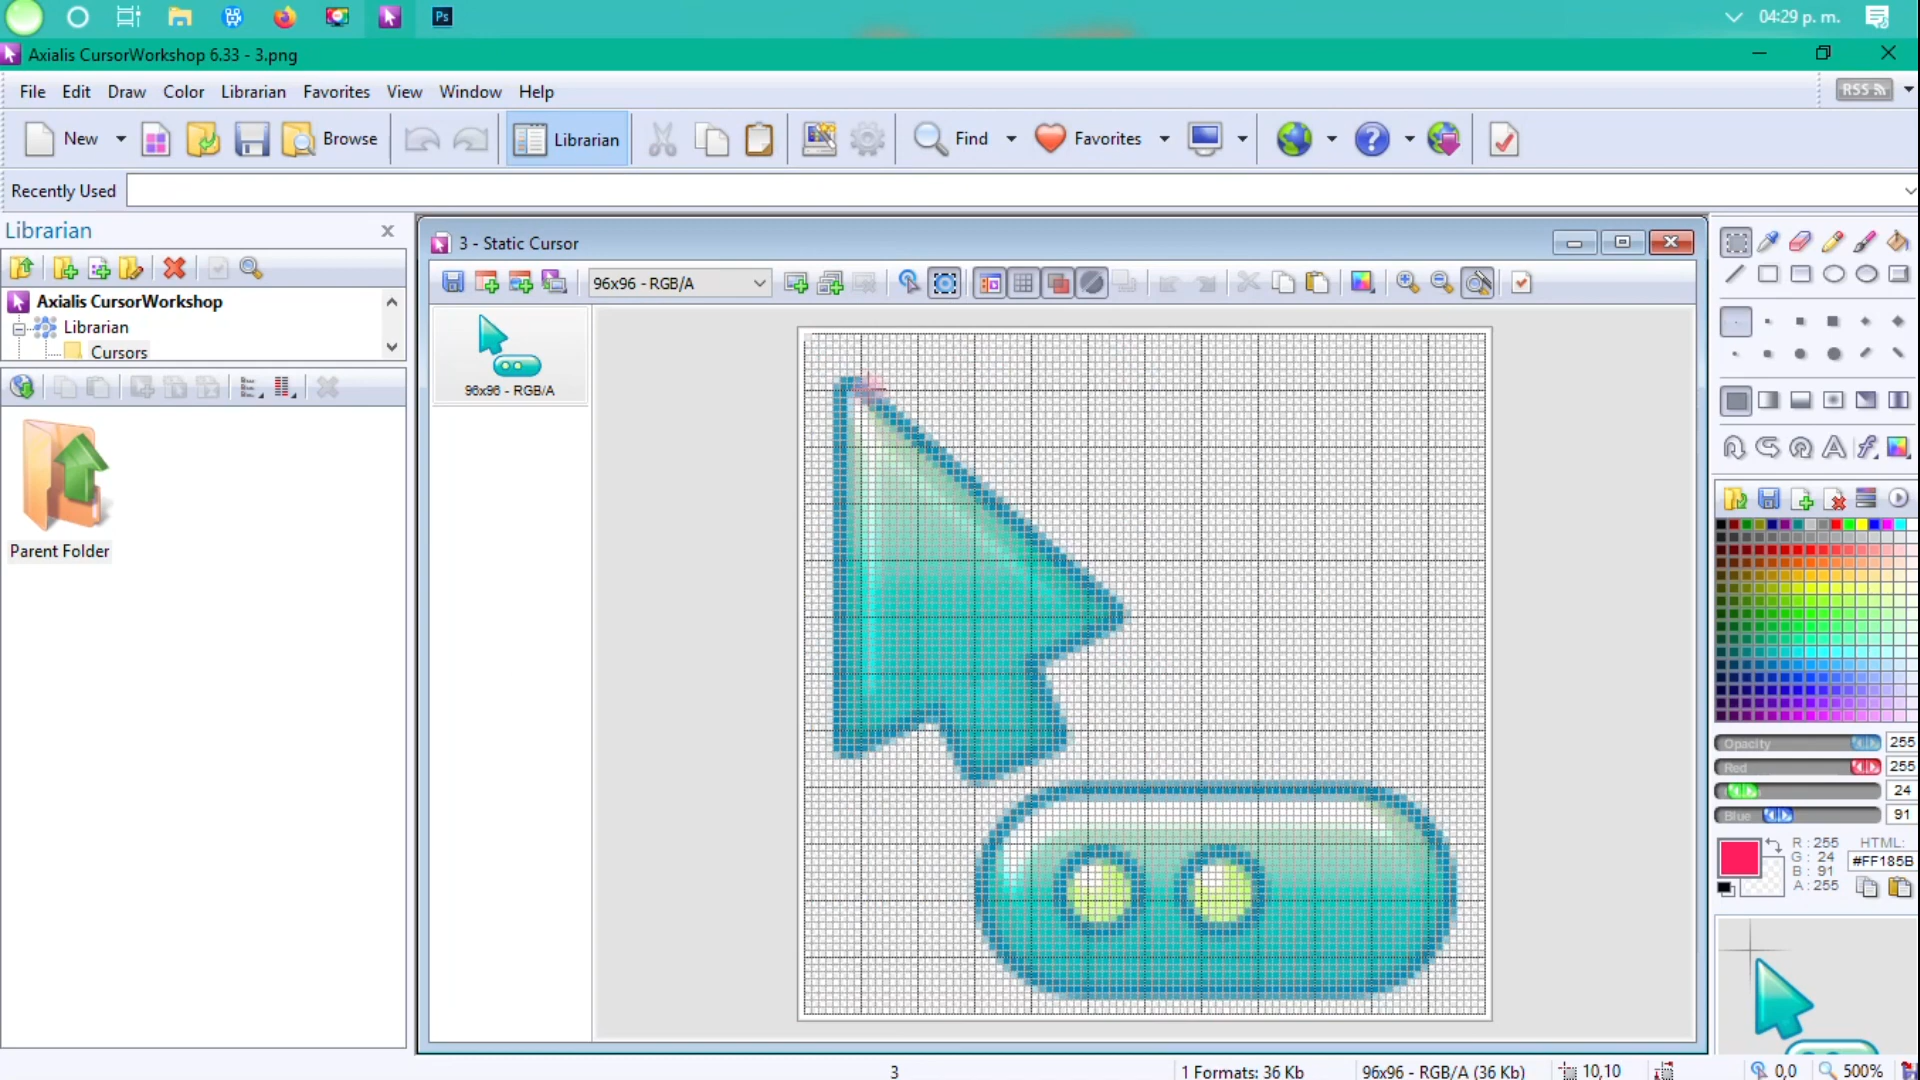 Ps
04:29 p. m.
Axialis CursorWorkshop 6.33 - 3.png
File Edit Draw Color Librarian Favorites View Window Help
RSS
New Browse Librarian Find Favorites
Recently Used
Librarian
3 - Static Cursor
96x96 - RGB/A
Axialis CursorWorkshop
Librarian
Cursors
96x96 - RGB/A
Parent Folder
Opacity 255
Red 255
24
Blue 91
R : 255 HTML:
G : 24 #FF185B
B : 91
A : 255
3 1 Formats: 36 Kb 96x96 - RGB/A (36 Kb) 10,10 0,0 500%